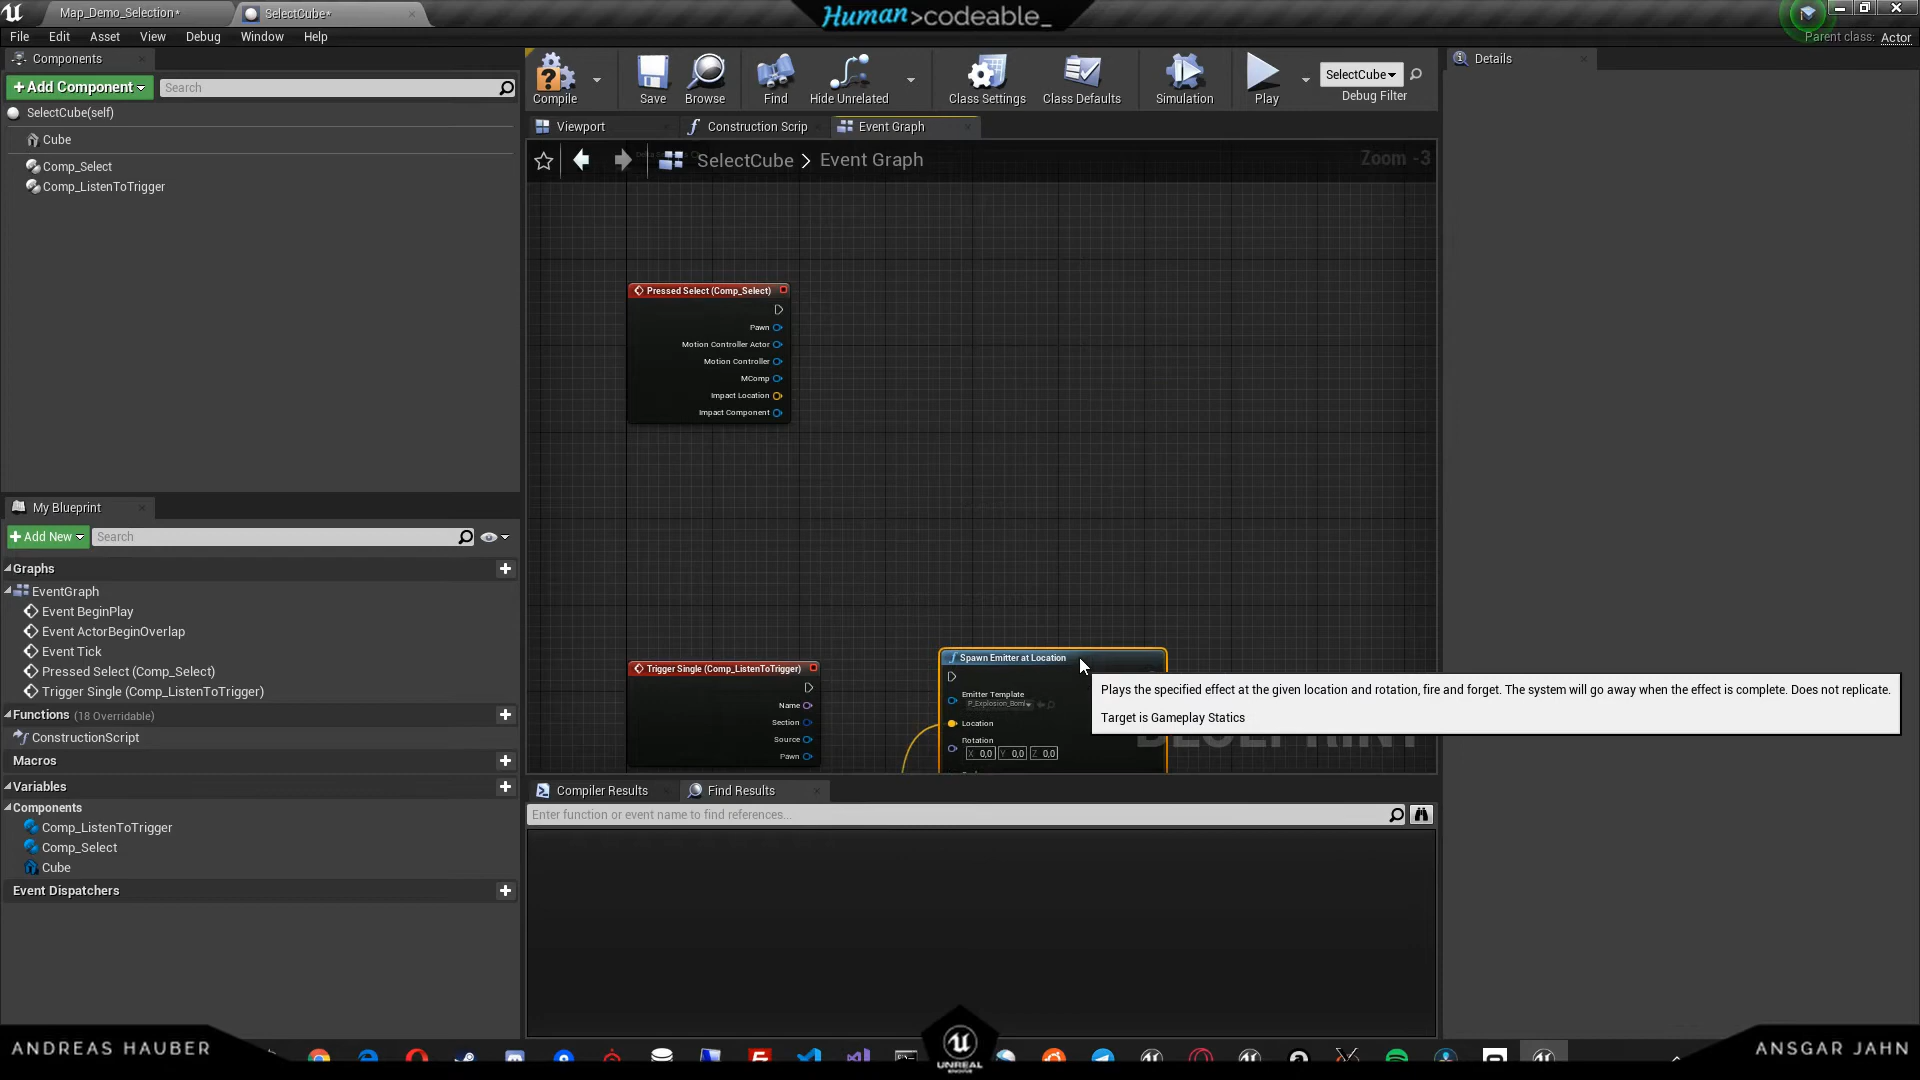 Map_Demo_Selection*
SelectCube*
Human>codeable_
Parent class: Actor
File Edit Asset View Debug Window Help
Components
+Add Component
Search
SelectCube(self)
Cube
Comp_Select
Comp_ListenToTrigger
Compile
Save
Browse
Find
Hide Unrelated
Class Settings
Class Defaults
Simulation
Play
SelectCube
Debug Filter
Details
Viewport
Construction Scrip
Event Graph
SelectCube > Event Graph
Zoom -3
Pressed Select (Comp_Select)
Pawn
Motion Controller Actor
Motion Controller
MComp
Impact Location
Impact Component
Trigger Single (Comp_ListenToTrigger)
Name
Section
Source
Pawn
Spawn Emitter at Location
Emitter Template
P_Explosion_Bom
Location
Rotation
X 0,0 Y 0,0 Z 0,0
Plays the specified effect at the given location and rotation, fire and forget. The system will go away when the effect is complete. Does not replicate.
Target is Gameplay Statics
BLUEPRINT
My Blueprint
+Add New
Search
Graphs
EventGraph
Event BeginPlay
Event ActorBeginOverlap
Event Tick
Pressed Select (Comp_Select)
Trigger Single (Comp_ListenToTrigger)
Functions (18 Overridable)
ConstructionScript
Macros
Variables
Components
Comp_ListenToTrigger
Comp_Select
Cube
Event Dispatchers
Compiler Results
Find Results
Enter function or event name to find references...
ANDREAS HAUBER
UNREAL
ENGINE
ANSGAR JAHN